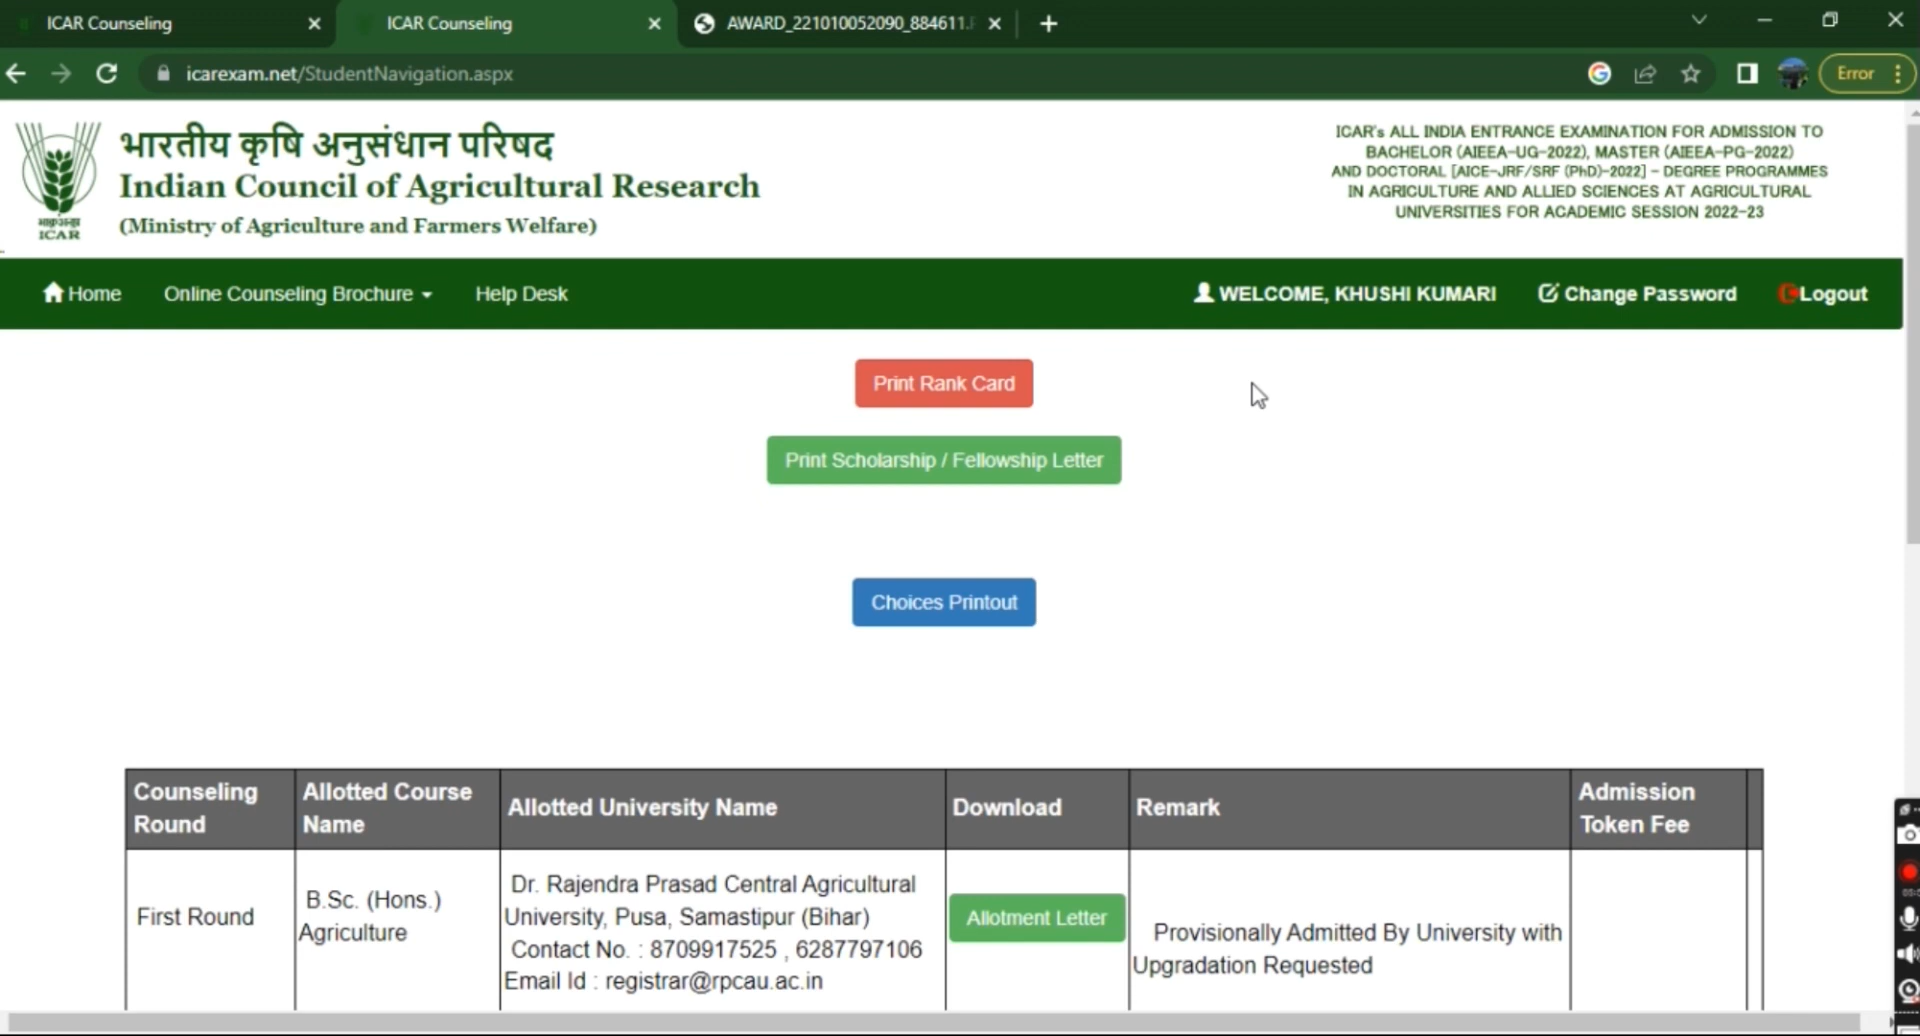 ICAR Counseling
ICAR Counseling
AWARD_221010052090_884611.
icarexam.net/StudentNavigation.aspx
Error
भारतीय कृषि अनुसंधान परिषद
Indian Council of Agricultural Research
(Ministry of Agriculture and Farmers Welfare)
भाकृअनुप
ICAR
ICAR's ALL INDIA ENTRANCE EXAMINATION FOR ADMISSION TO
BACHELOR (AIEEA-UG-2022), MASTER (AIEEA-PG-2022)
AND DOCTORAL [AICE-JRF/SRF (PhD)-2022] - DEGREE PROGRAMMES
IN AGRICULTURE AND ALLIED SCIENCES AT AGRICULTURAL
UNIVERSITIES FOR ACADEMIC SESSION 2022-23
Home
Online Counseling Brochure
Help Desk
WELCOME, KHUSHI KUMARI
Change Password
Logout
Print Rank Card
Print Scholarship / Fellowship Letter
Choices Printout
Counseling
Round
Allotted Course
Name
Allotted University Name
Download
Remark
Admission
Token Fee
First Round
B.Sc. (Hons.)
Agriculture
Dr. Rajendra Prasad Central Agricultural
University, Pusa, Samastipur (Bihar)
Contact No. : 8709917525 , 6287797106
Email Id : registrar@rpcau.ac.in
Allotment Letter
Provisionally Admitted By University with
Upgradation Requested